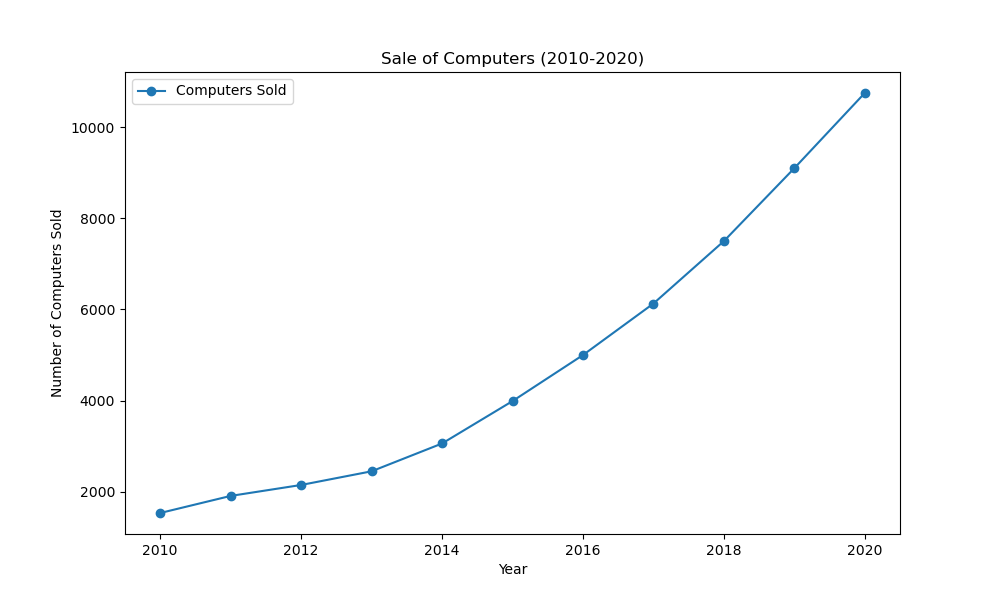 Sale of Computers (2010-2020)
Computers Sold
Number of Computers Sold
10000
8000
6000
4000
2000
2010 2012 2014 2016 2018 2020
Year